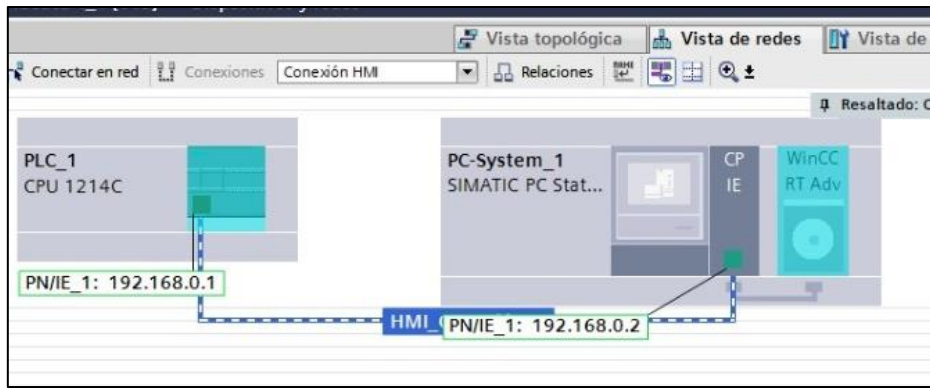 Vista topológica
Vista de redes
Vista de
Conectar en red
Conexiones
Conexión HMI
Relaciones
Resaltado:
PLC_1
CPU 1214C
PC-System_1
SIMATIC PC Stat...
CP
IE
WinCC
RT Adv
PN/IE_1: 192.168.0.1
HMI_
PN/IE_1: 192.168.0.2